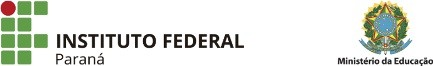 INSTITUTO FEDERAL
Paraná
Ministério da Educação